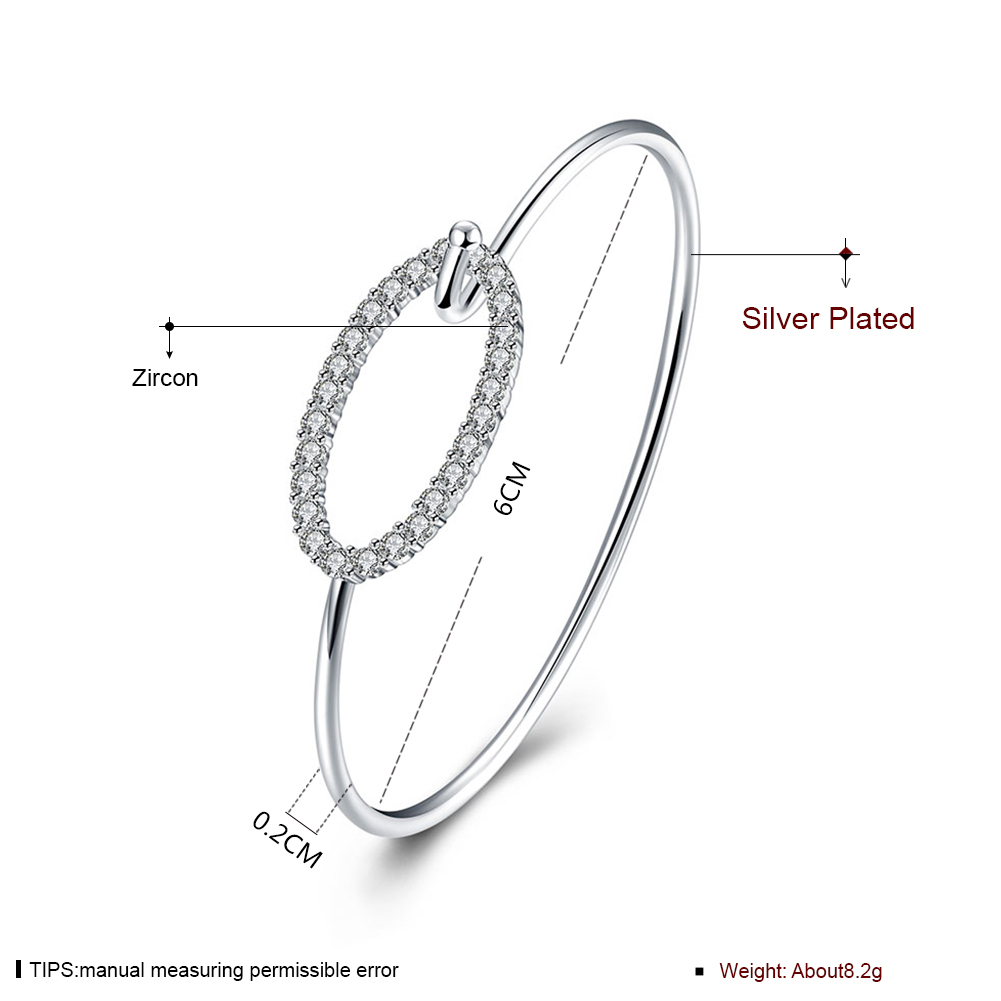 Silver Plated
Zircon
6CM
0.2CM
TIPS:manual measuring permissible error
Weight: About8.2g